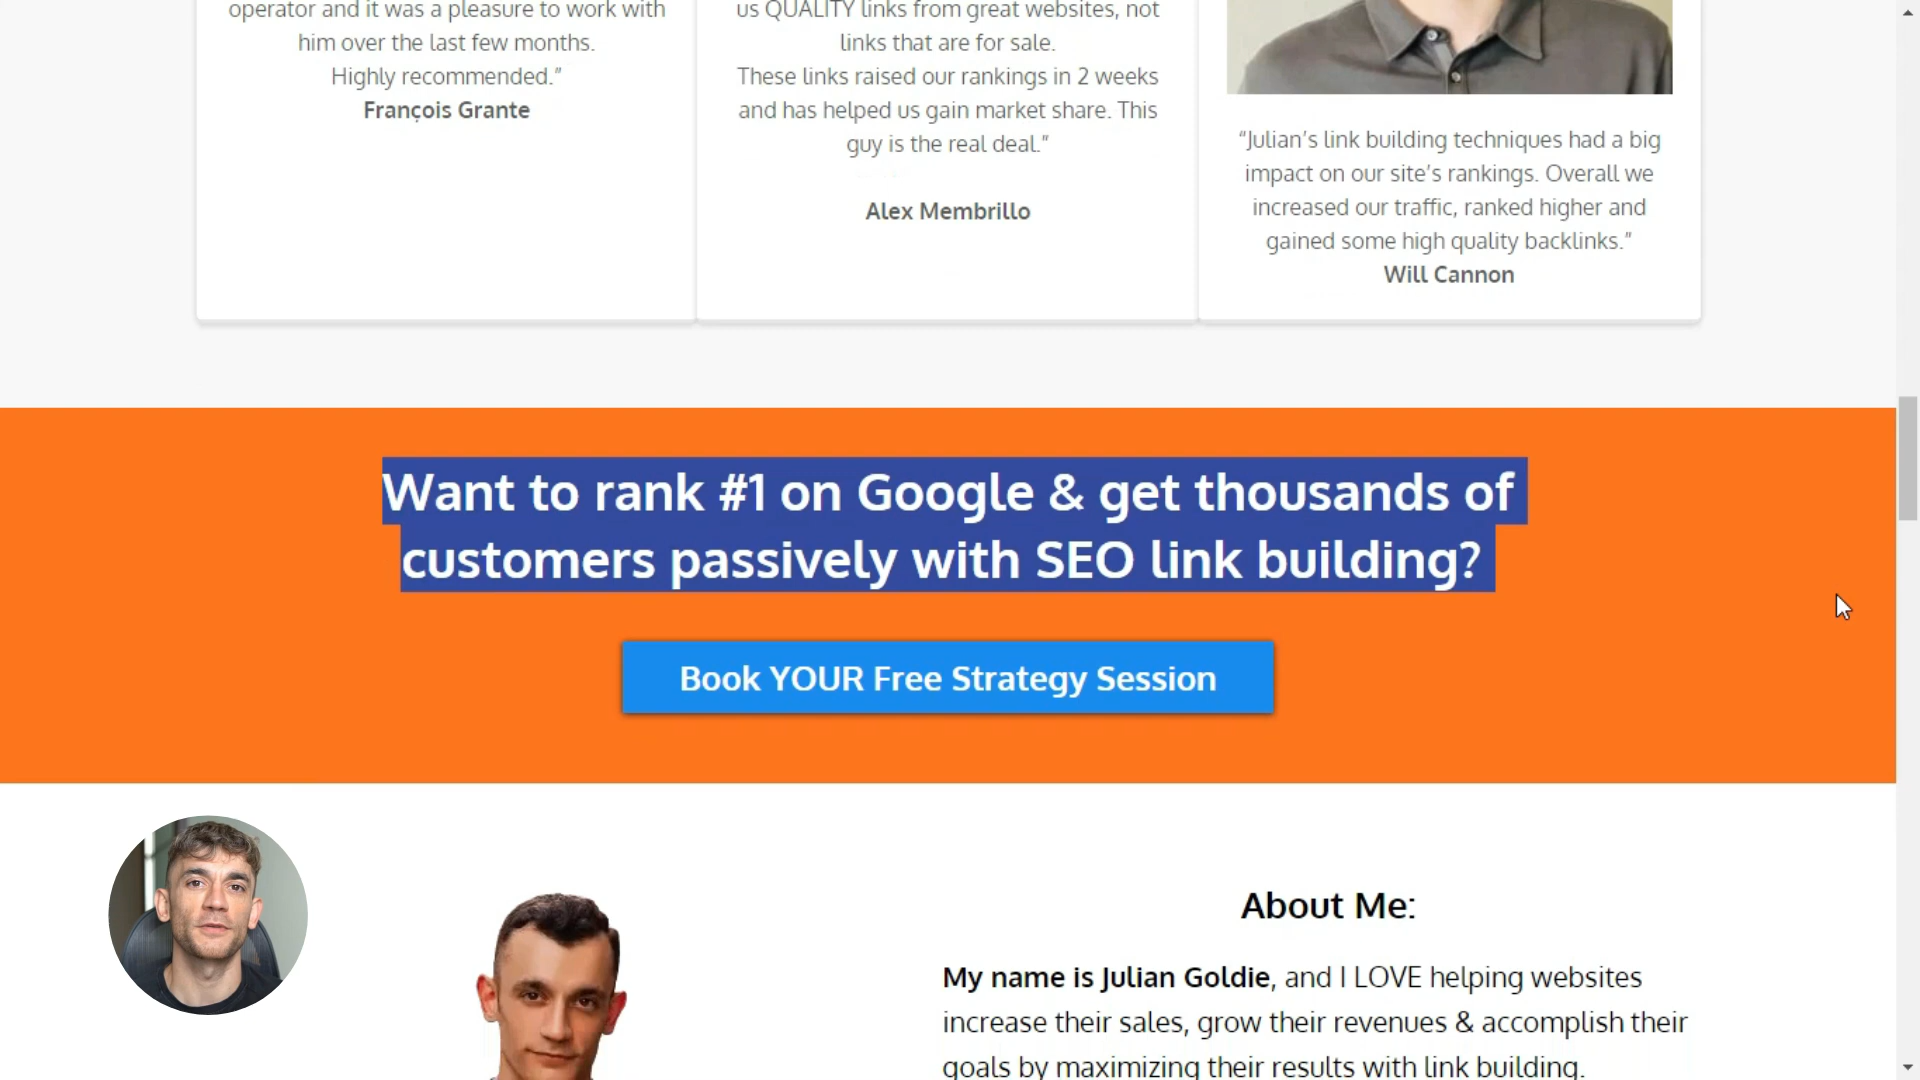 operator and it was a pleasure to work with
him over the last few months.
Highly recommended.”
François Grante
us QUALITY links from great websites, not
links that are for sale.
These links raised our rankings in 2 weeks
and has helped us gain market share. This
guy is the real deal.”
Alex Membrillo
“Julian’s link building techniques had a big
impact on our site’s rankings. Overall we
increased our traffic, ranked higher and
gained some high quality backlinks.”
Will Cannon
Want to rank #1 on Google & get thousands of
customers passively with SEO link building?
Book YOUR Free Strategy Session
About Me:
My name is Julian Goldie, and I LOVE helping websites
increase their sales, grow their revenues & accomplish their
goals by maximizing their results with link building.